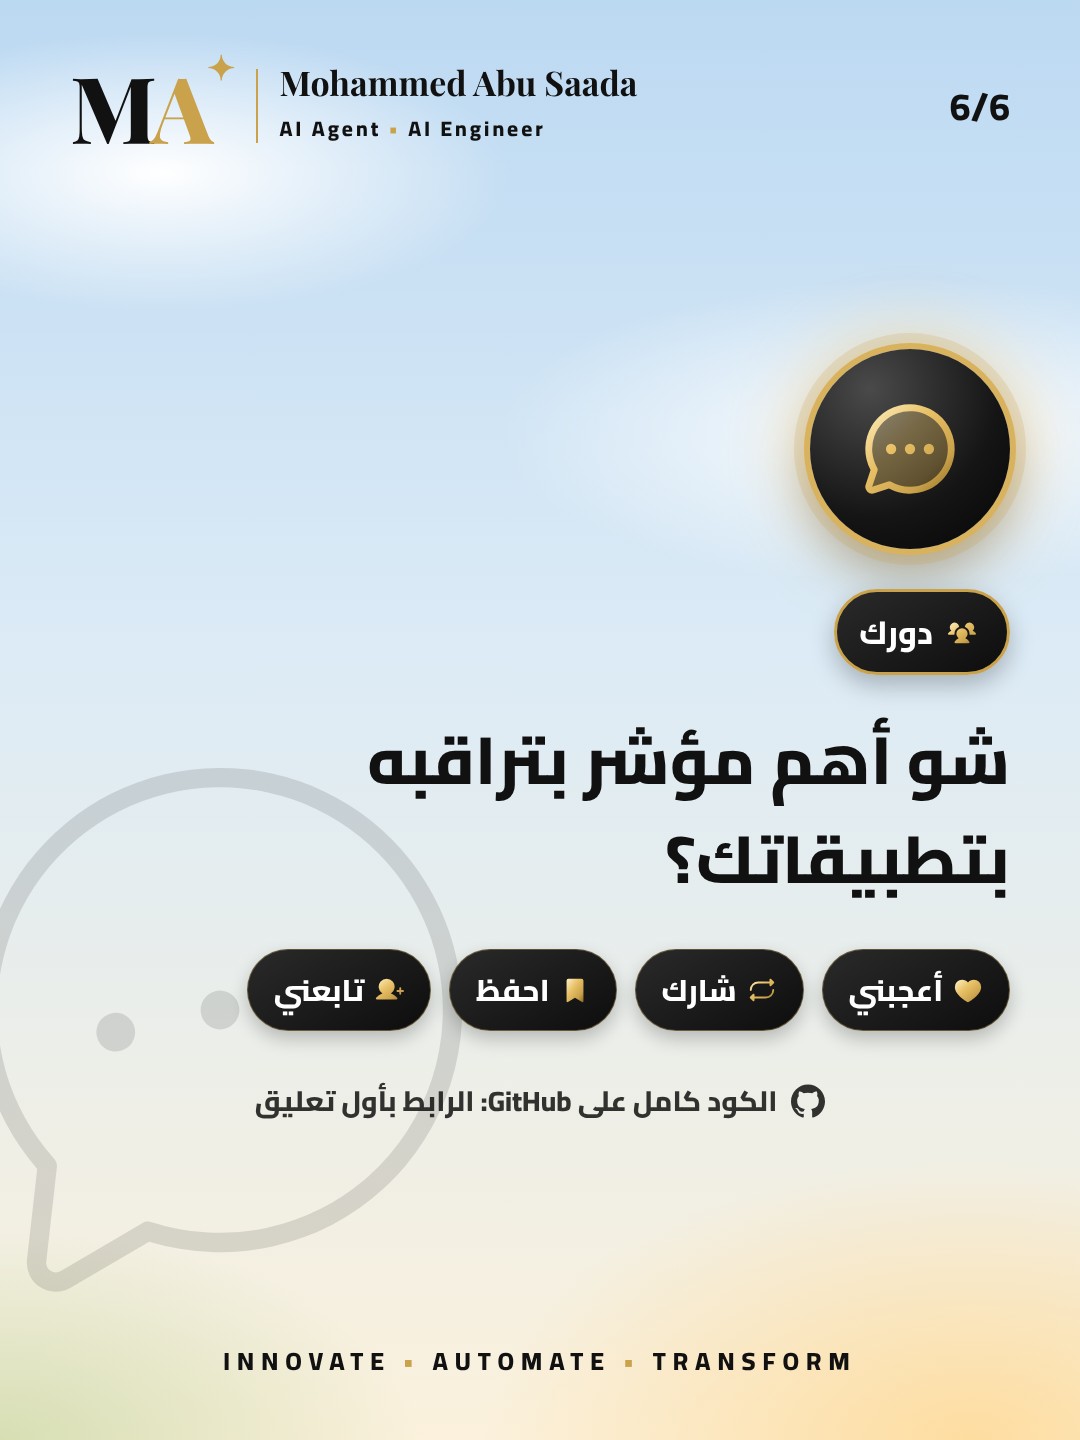 MA
Mohammed Abu Saada
AI Agent ▪ AI Engineer
6/6
دورك
شو أهم مؤشر بتراقبه
بتطبيقاتك؟
أعجبني شارك احفظ تابعني
الكود كامل على GitHub: الرابط بأول تعليق
INNOVATE ▪ AUTOMATE ▪ TRANSFORM